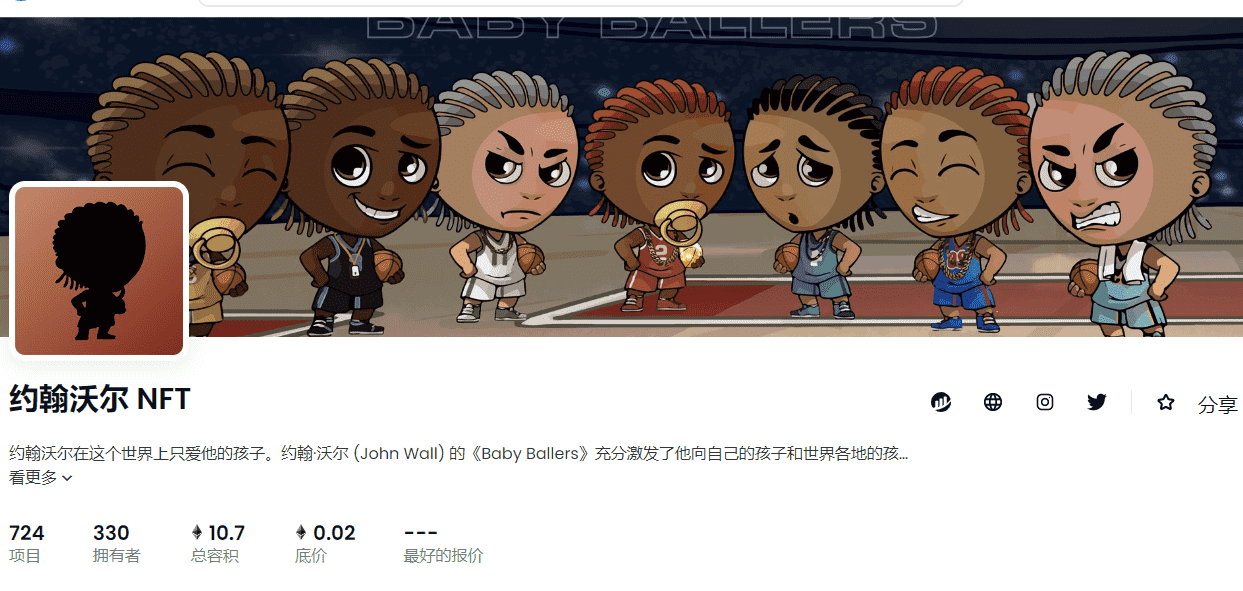 BABY BALLERS
2
约翰沃尔 NFT
分享
约翰沃尔在这个世界上只爱他的孩子。约翰·沃尔 (John Wall) 的《Baby Ballers》充分激发了他向自己的孩子和世界各地的孩...
看更多
724 330 10.7 0.02 ---
项目 拥有者 总容积 底价 最好的报价